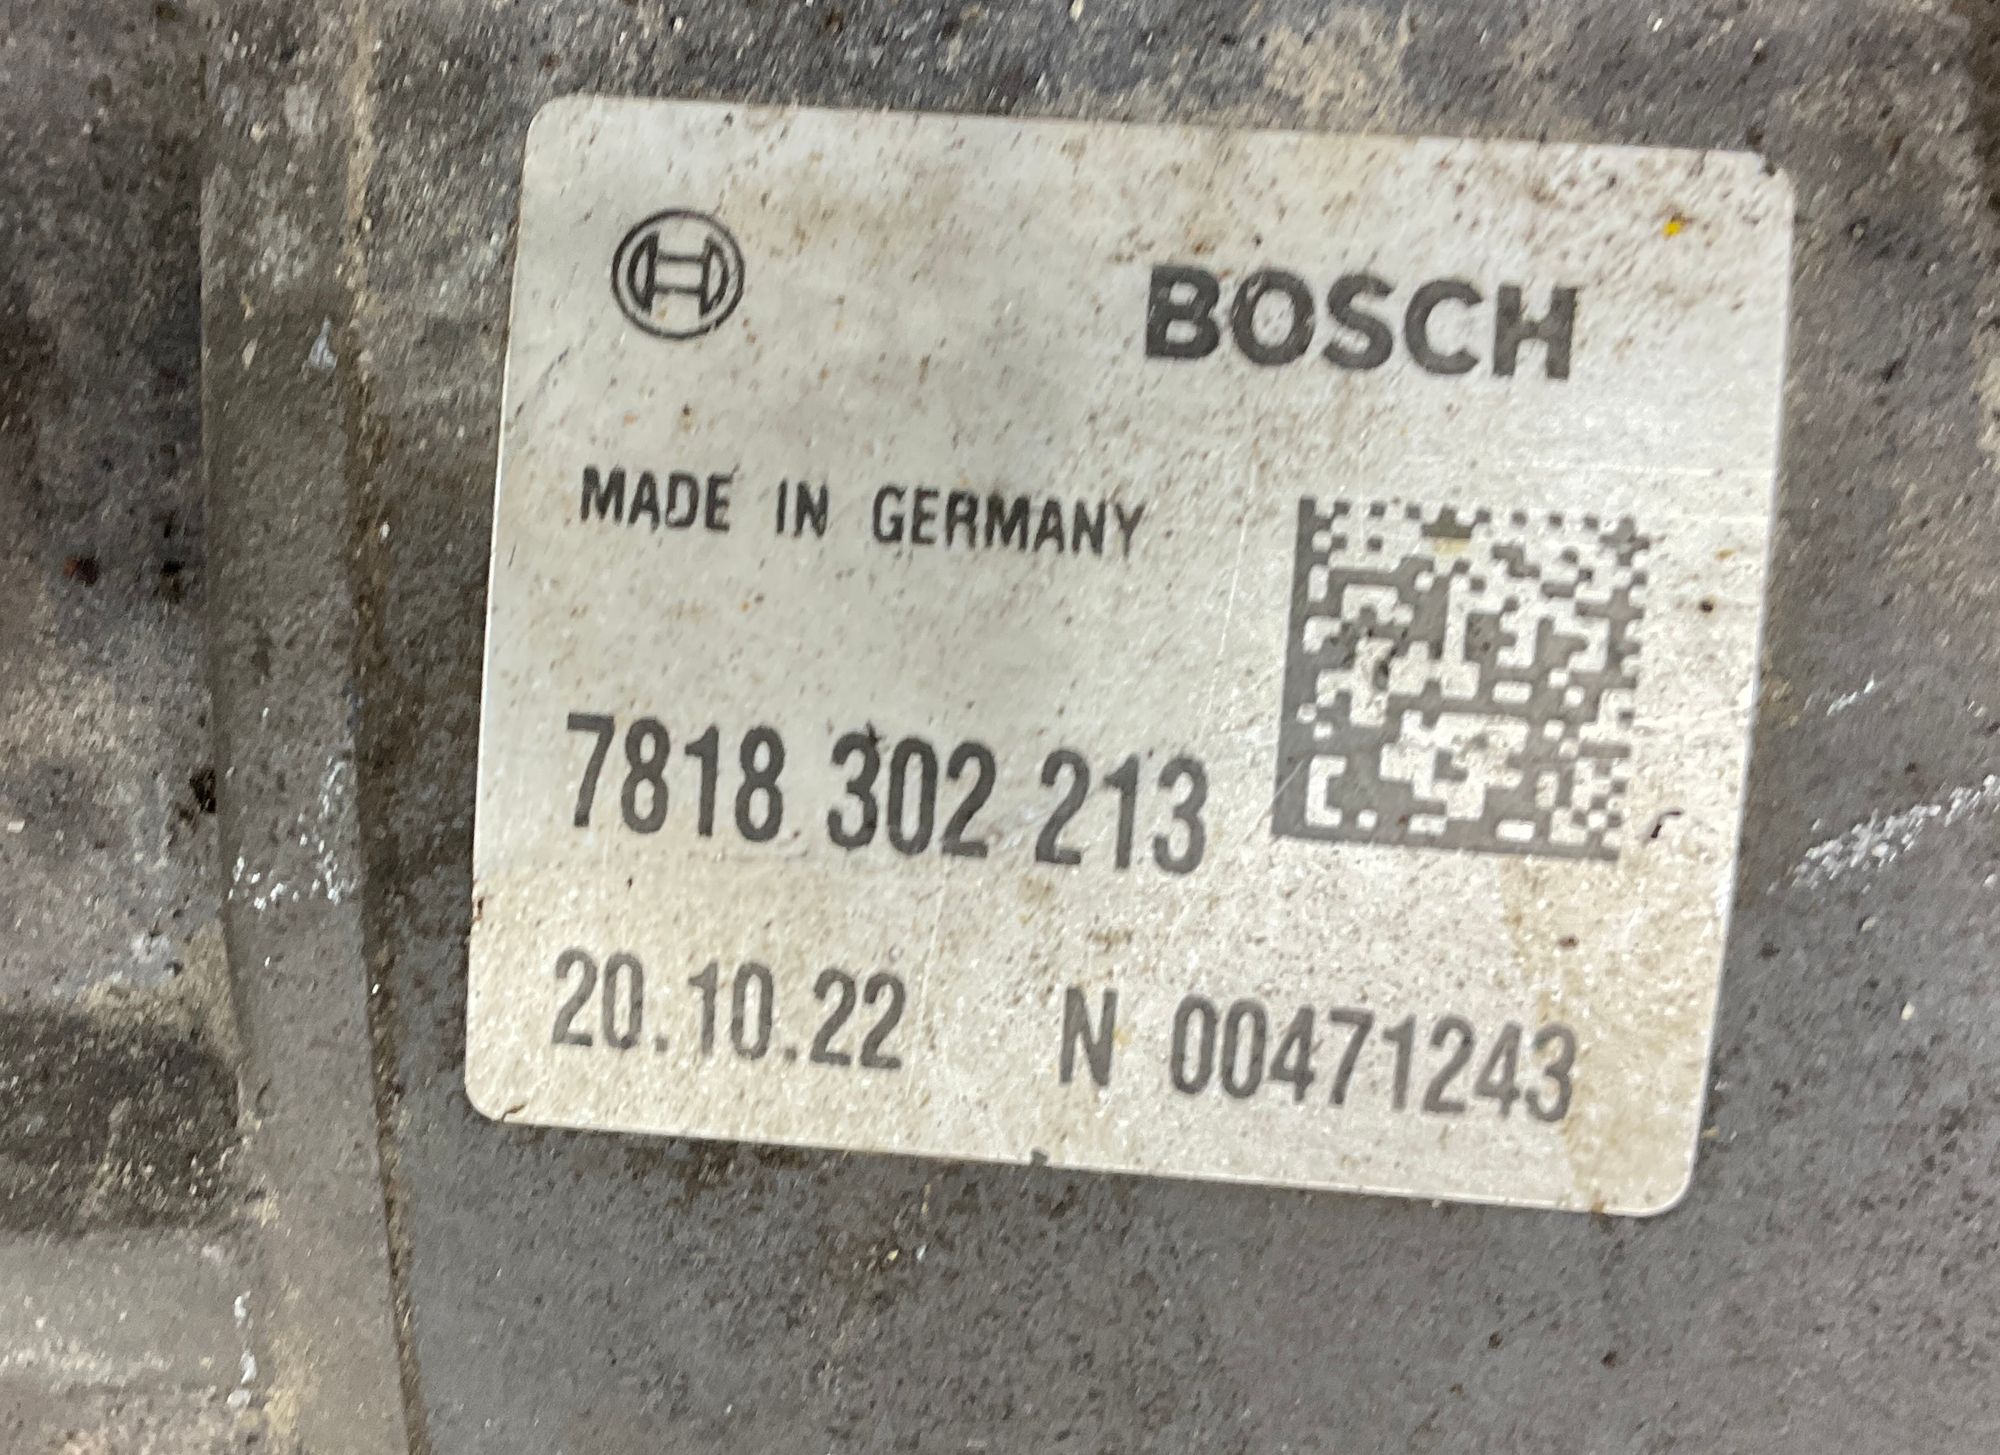 BOSCH
MADE IN GERMANY
7818 302 213
20.10.22 N 00471243